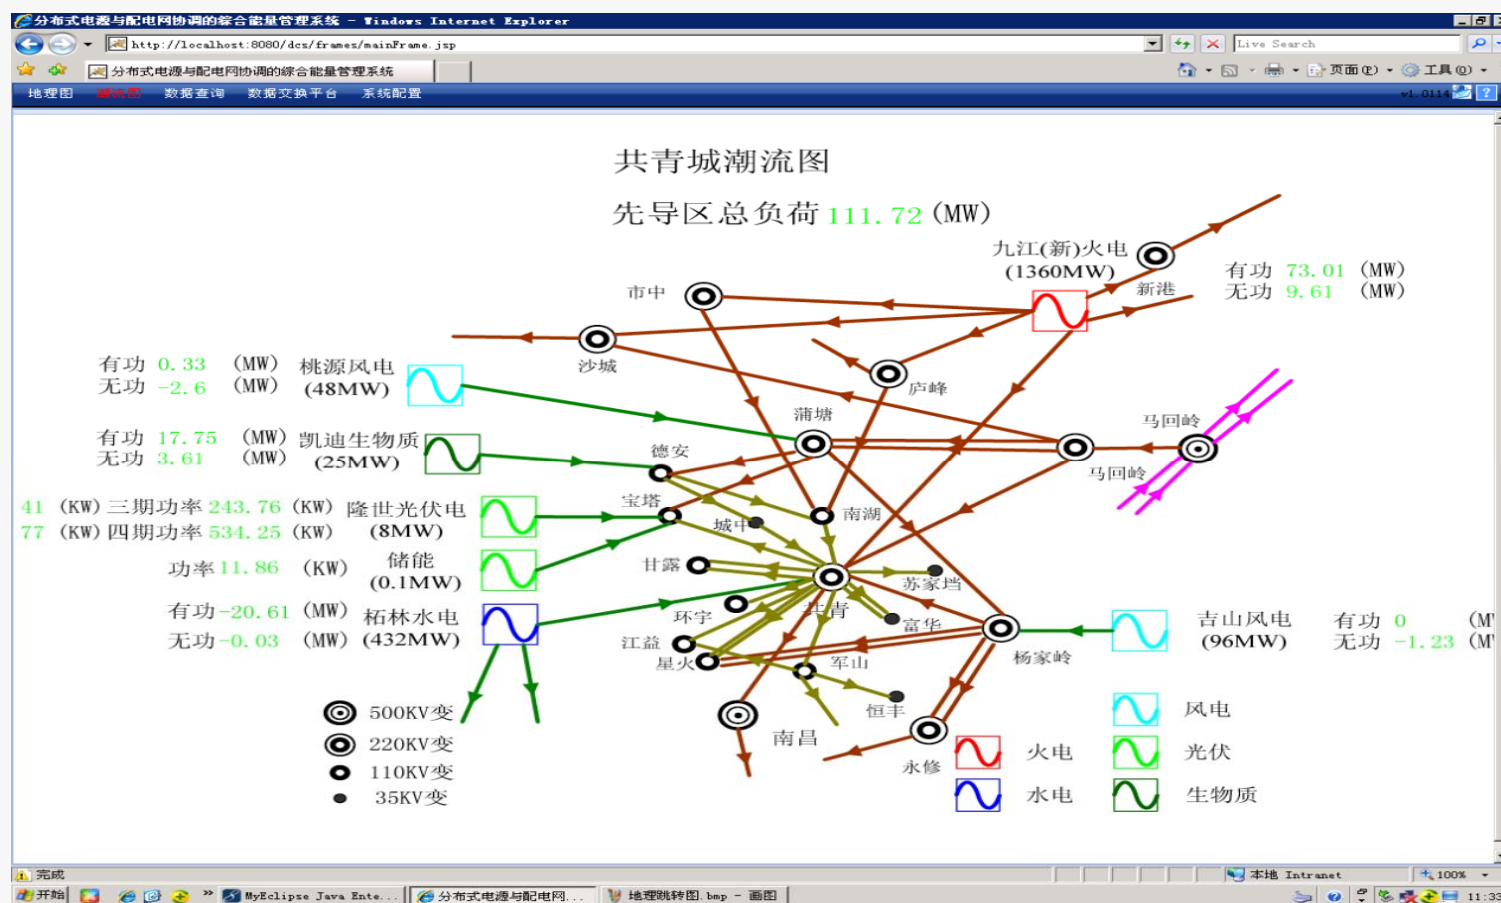 分布式电源与配电网协调的综合能量管理系统 - Windows Internet Explorer
http://localhost:8080/dcs/frames/mainFrame.jsp
Live Search
分布式电源与配电网协调的综合能量管理系统
页面(P)
工具(O)
地理图 潮流图 数据查询 数据交换平台 系统配置
v1.0114
共青城潮流图
先导区总负荷 111.72 (MW)
九江(新)火电
(1360MW)
新港
有功 73.01 (MW)
无功 9.61 (MW)
市中
沙城
庐峰
有功 0.33 (MW)
无功 -2.6 (MW)
桃源风电
(48MW)
蒲塘
马回岭
马回岭
有功 17.75 (MW)
无功 3.61 (MW)
凯迪生物质
(25MW)
德安
宝塔
城中
南湖
41 (KW) 三期功率 243.76 (KW)
77 (KW) 四期功率 534.25 (KW)
隆世光伏电
(8MW)
功率 11.86 (KW)
储能
(0.1MW)
甘露
苏家垱
共青
环宇
富华
有功 -20.61 (MW)
无功 -0.03 (MW)
柘林水电
(432MW)
江益
星火
军山
杨家岭
吉山风电
(96MW)
有功 0 (M
无功 -1.23 (M
恒丰
南昌
永修
500KV变
220KV变
110KV变
35KV变
风电
火电
光伏
水电
生物质
完成
本地 Intranet
100%
开始
MyEclipse Java Ente...
分布式电源与配电网...
地理跳转图.bmp - 画图
11:33